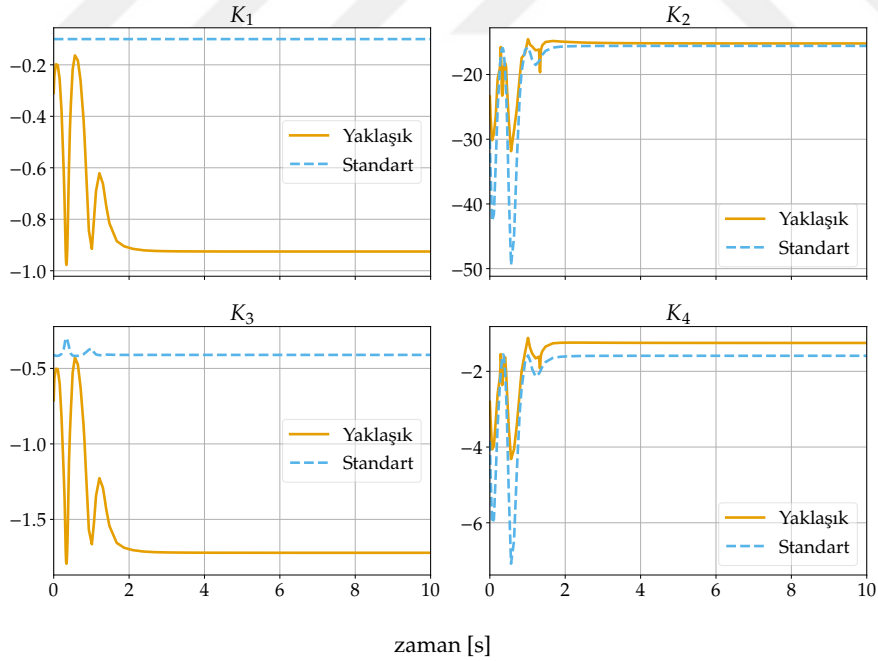 K1
K2
−0.2
−0.4
−0.6
−0.8
−1.0
Yaklaşık
Standart
−20
−30
−40
−50
Yaklaşık
Standart
K3
K4
−0.5
−1.0
−1.5
Yaklaşık
Standart
0 2 4 6 8 10
−2
−4
−6
Yaklaşık
Standart
0 2 4 6 8 10
zaman [s]